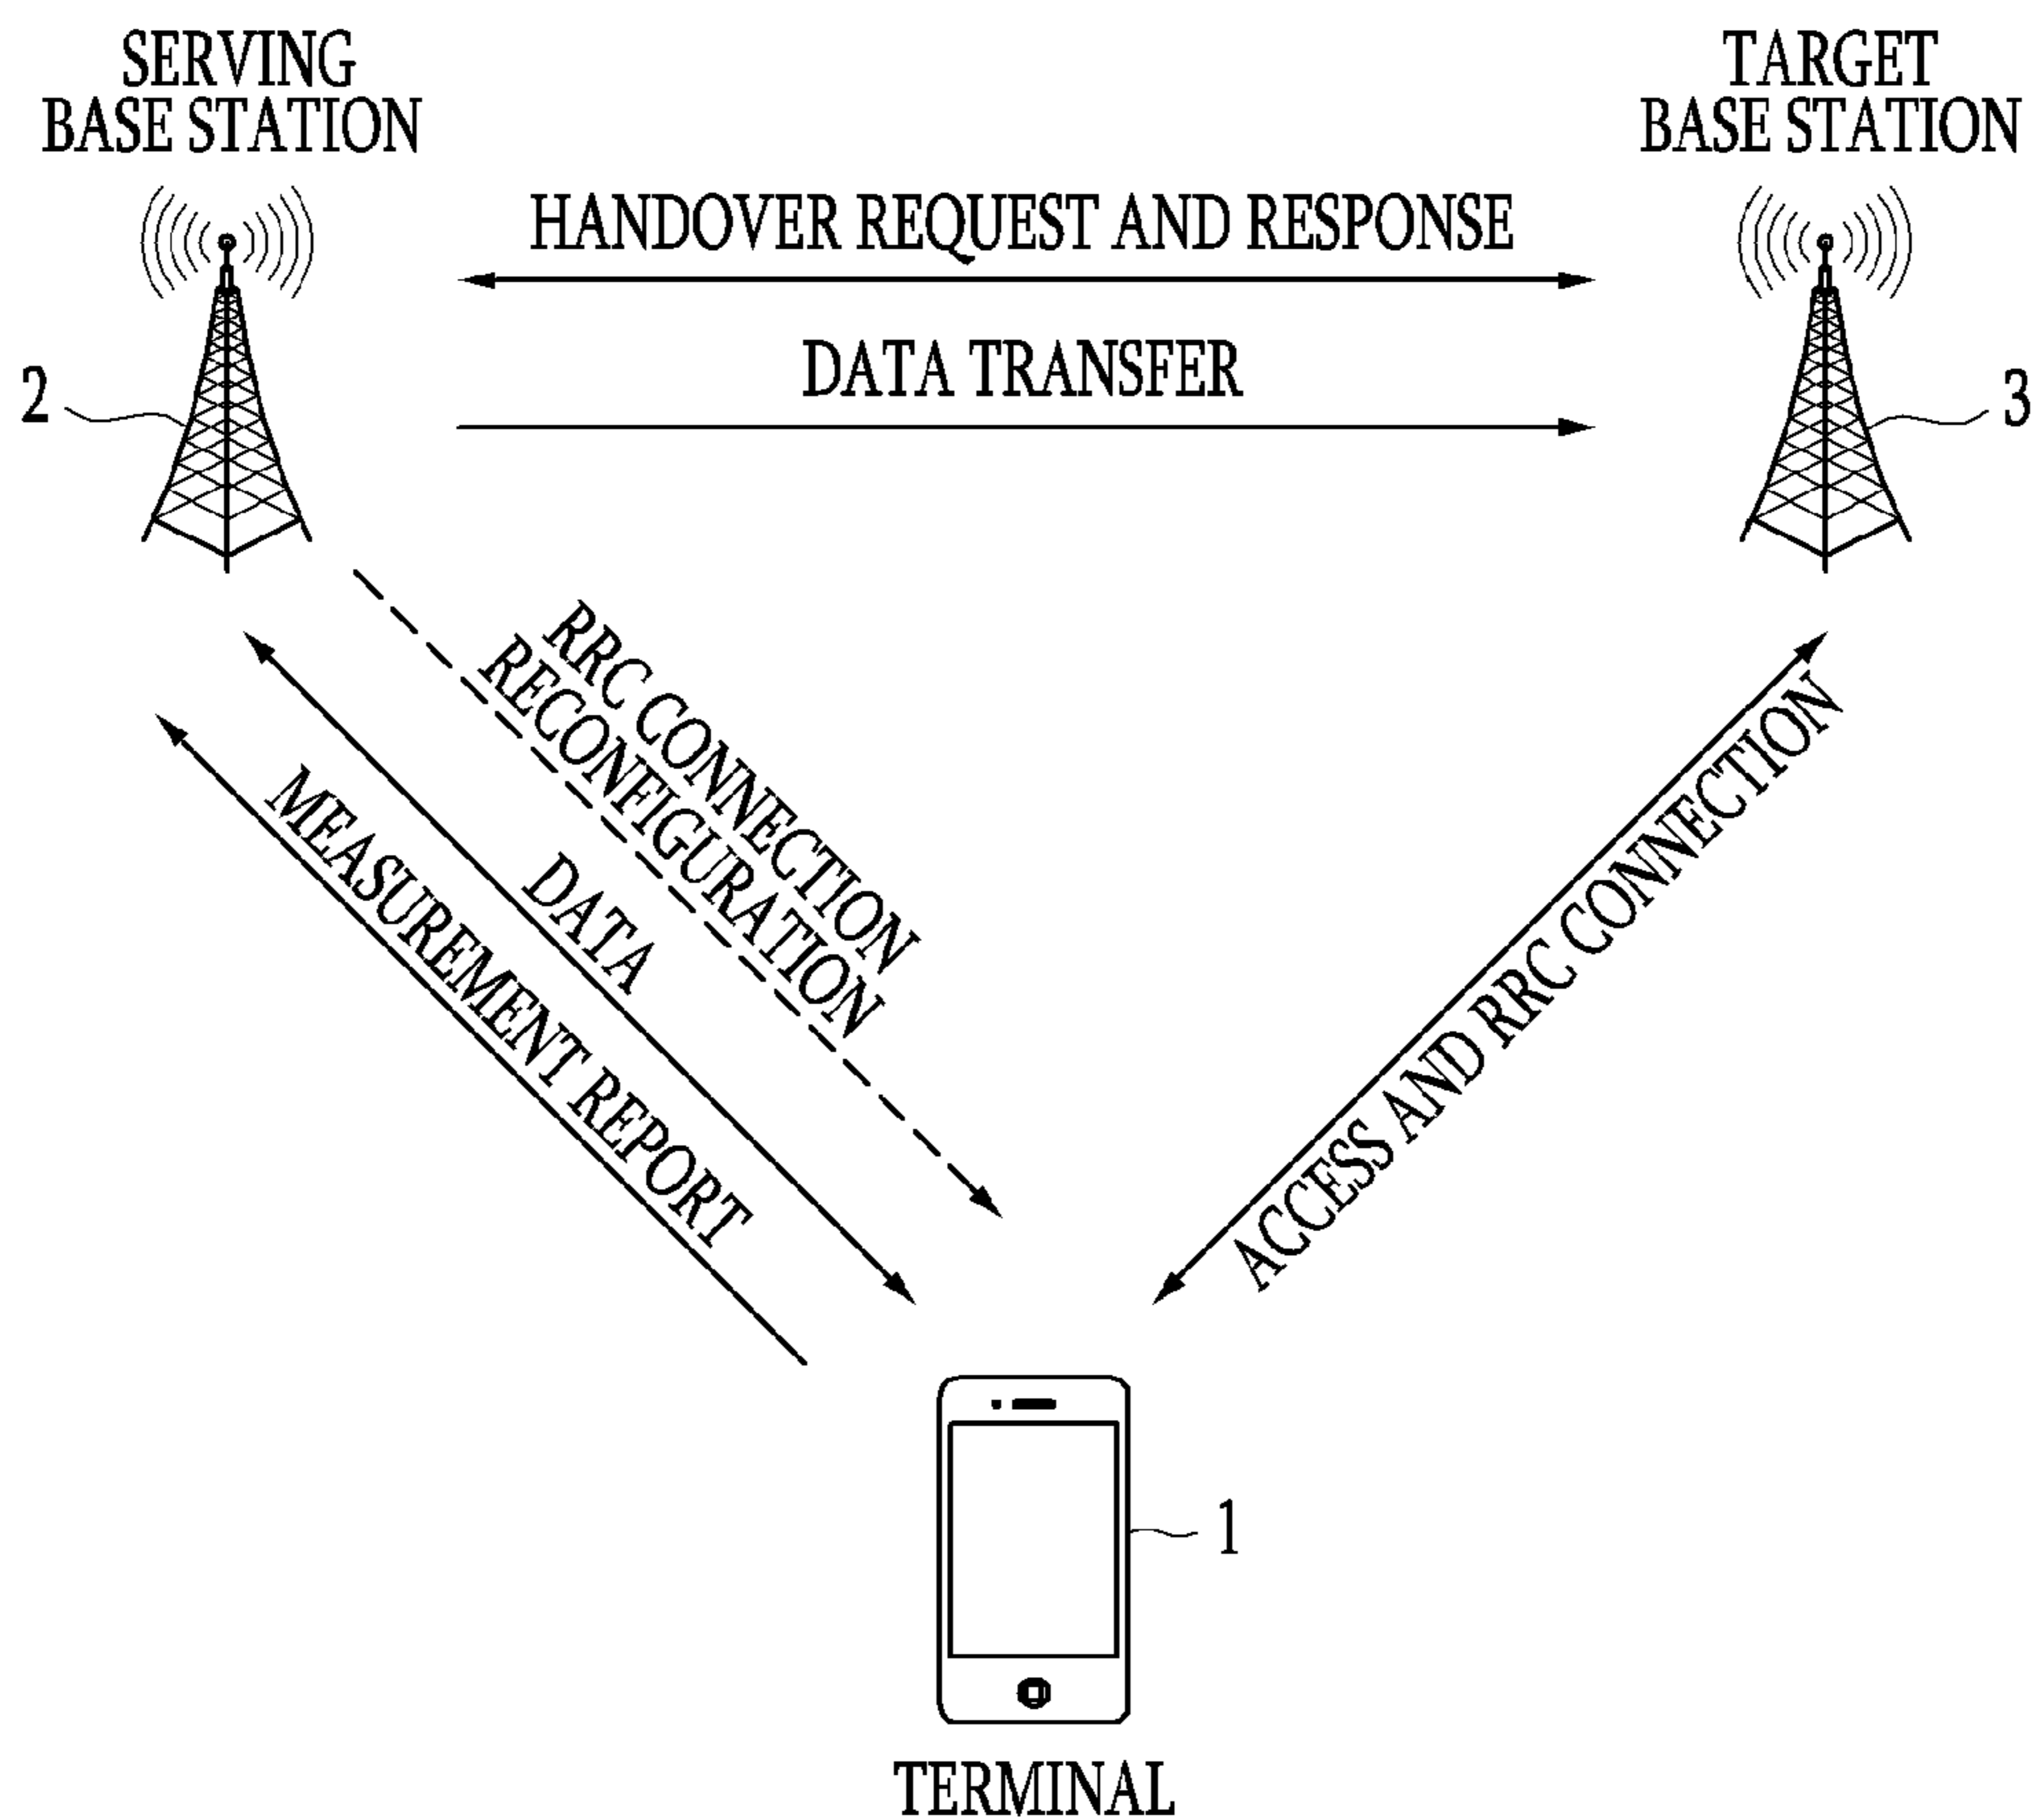 SERVING
BASE STATION
TARGET
BASE STATION
HANDOVER REQUEST AND RESPONSE
DATA TRANSFER
2
3
RRC CONNECTION
RECONFIGURATION
DATA
MEASUREMENT REPORT
ACCESS AND RRC CONNECTION
1
TERMINAL